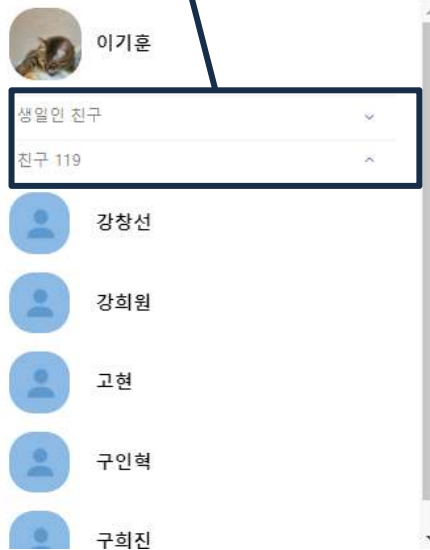 이기훈
생일인 친구
친구 119
강창선
강희원
고현
구인혁
구희진